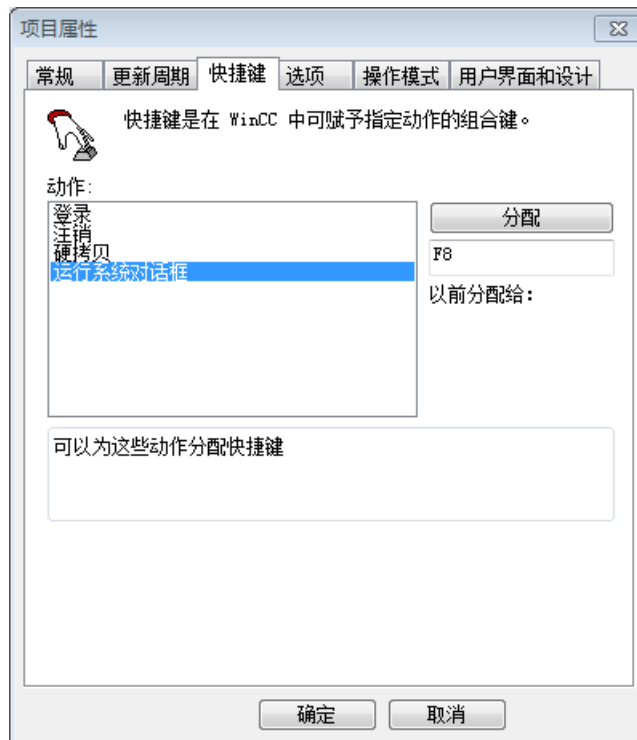 项目属性
常规 更新周期 快捷键 选项 操作模式 用户界面和设计
快捷键是在 WinCC 中可赋予指定动作的组合键。
动作:
登录
注销
硬拷贝
运行系统对话框
分配
F8
以前分配给:
可以为这些动作分配快捷键
确定 取消